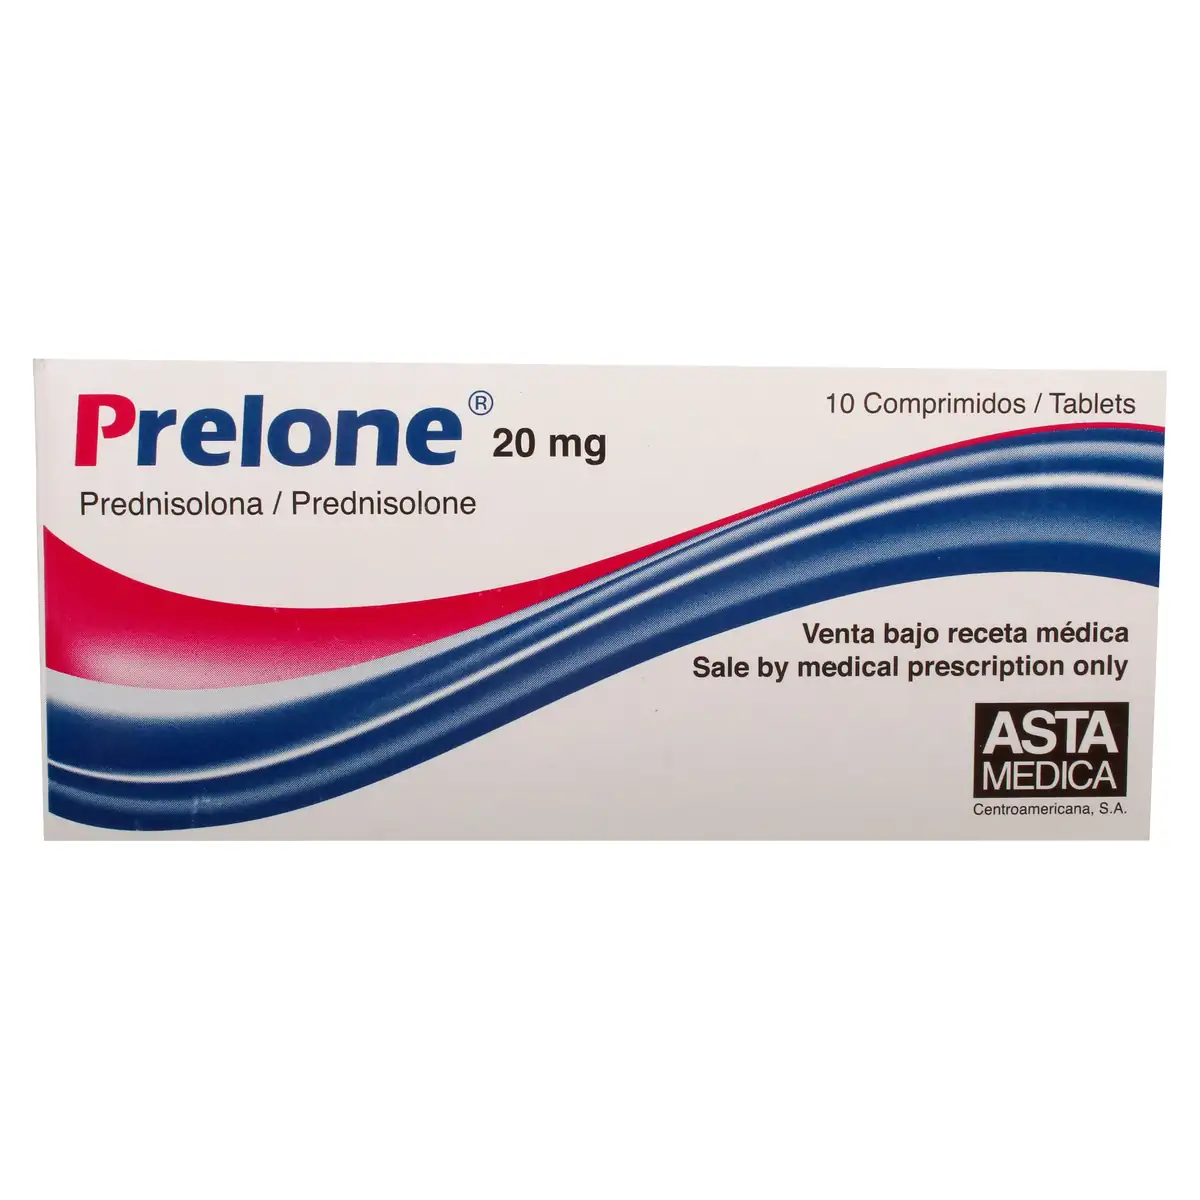 Prelone® 20 mg
10 Comprimidos / Tablets
Prednisolona / Prednisolone
Venta bajo receta médica
Sale by medical prescription only
ASTA
MEDICA
Centroamericana, S.A.